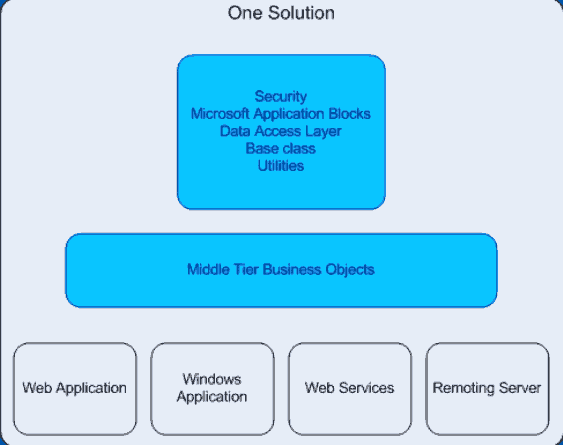 One Solution
Security
Microsoft Application Blocks
Data Access Layer
Base class
Utilities
Middle Tier Business Objects
Web Application
Windows
Application
Web Services
Remoting Server